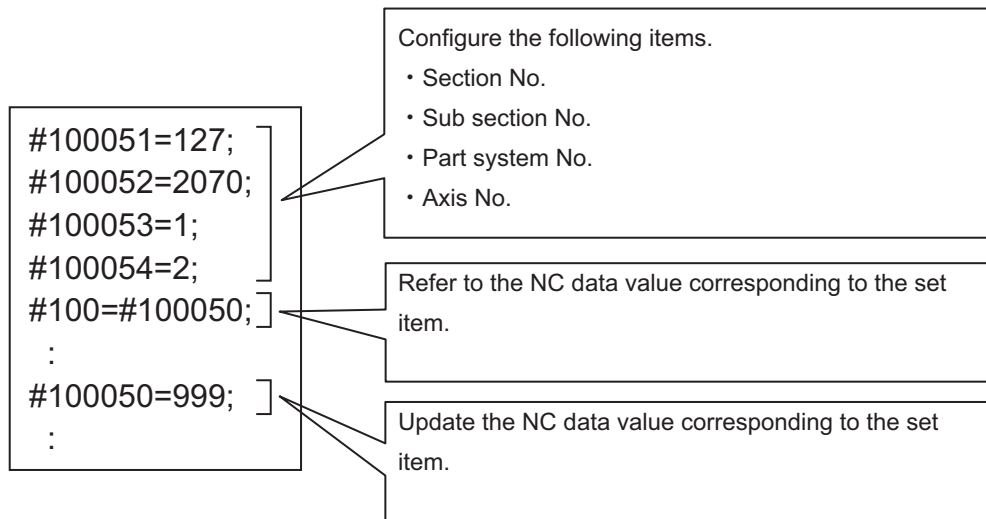 #100051=127;
#100052=2070;
#100053=1;
#100054=2;
#100=#100050;
:
#100050=999;
:
Configure the following items.
・Section No.
・Sub section No.
・Part system No.
・Axis No.
Refer to the NC data value corresponding to the set
item.
Update the NC data value corresponding to the set
item.